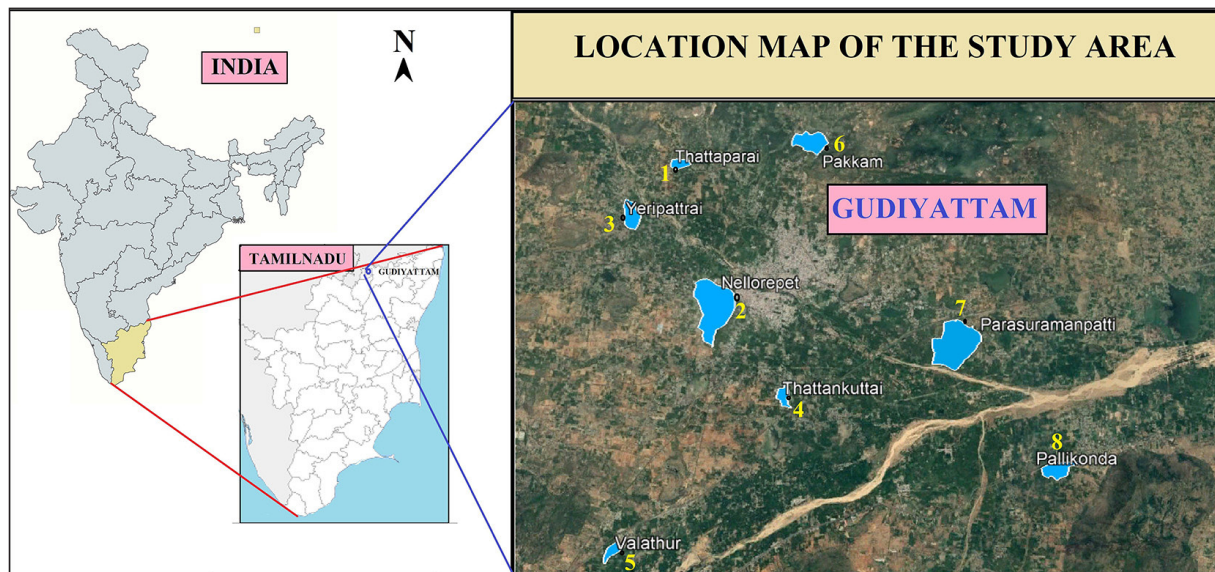 INDIA
N
LOCATION MAP OF THE STUDY AREA
TAMILNADU
GUDIYATTAM
Thattaparai
1
6
Pakkam
GUDIYATTAM
Yeripattrai
3
Nellorepet
2
7
Parasuramanpatti
Thattankuttai
4
8
Pallikonda
Valathur
5